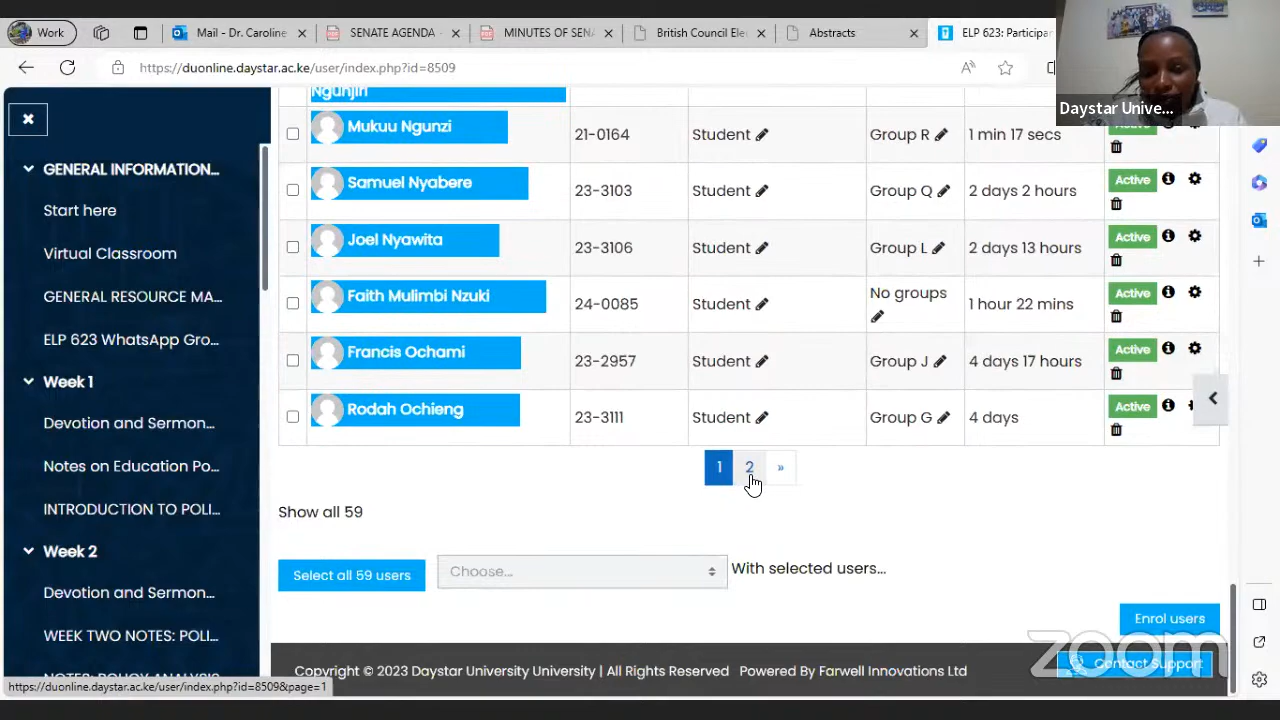 Work
Mail - Dr. Caroline
SENATE AGENDA
MINUTES OF SEN
British Council Ele
Abstracts
ELP 623: Participan
https://duonline.daystar.ac.ke/user/index.php?id=8509
Daystar Unive...
GENERAL INFORMATION...
Start here
Virtual Classroom
GENERAL RESOURCE MA...
ELP 623 WhatsApp Gro...
Week 1
Devotion and Sermon...
Notes on Education Po...
INTRODUCTION TO POLI...
Week 2
Devotion and Sermon...
WEEK TWO NOTES: POLI...
NOTES: POLICY ANALYSIS
Ngunjiri
Mukuu Ngunzi 21-0164 Student Group R 1 min 17 secs Active
Samuel Nyabere 23-3103 Student Group Q 2 days 2 hours Active
Joel Nyawita 23-3106 Student Group L 2 days 13 hours Active
Faith Mulimbi Nzuki 24-0085 Student No groups 1 hour 22 mins Active
Francis Ochami 23-2957 Student Group J 4 days 17 hours Active
Rodah Ochieng 23-3111 Student Group G 4 days Active
1 2 »
Show all 59
Select all 59 users Choose... With selected users...
Enrol users
Copyright © 2023 Daystar University University | All Rights Reserved Powered By Farwell Innovations Ltd
Contact Support
zoom
https://duonline.daystar.ac.ke/user/index.php?id=8509&page=1